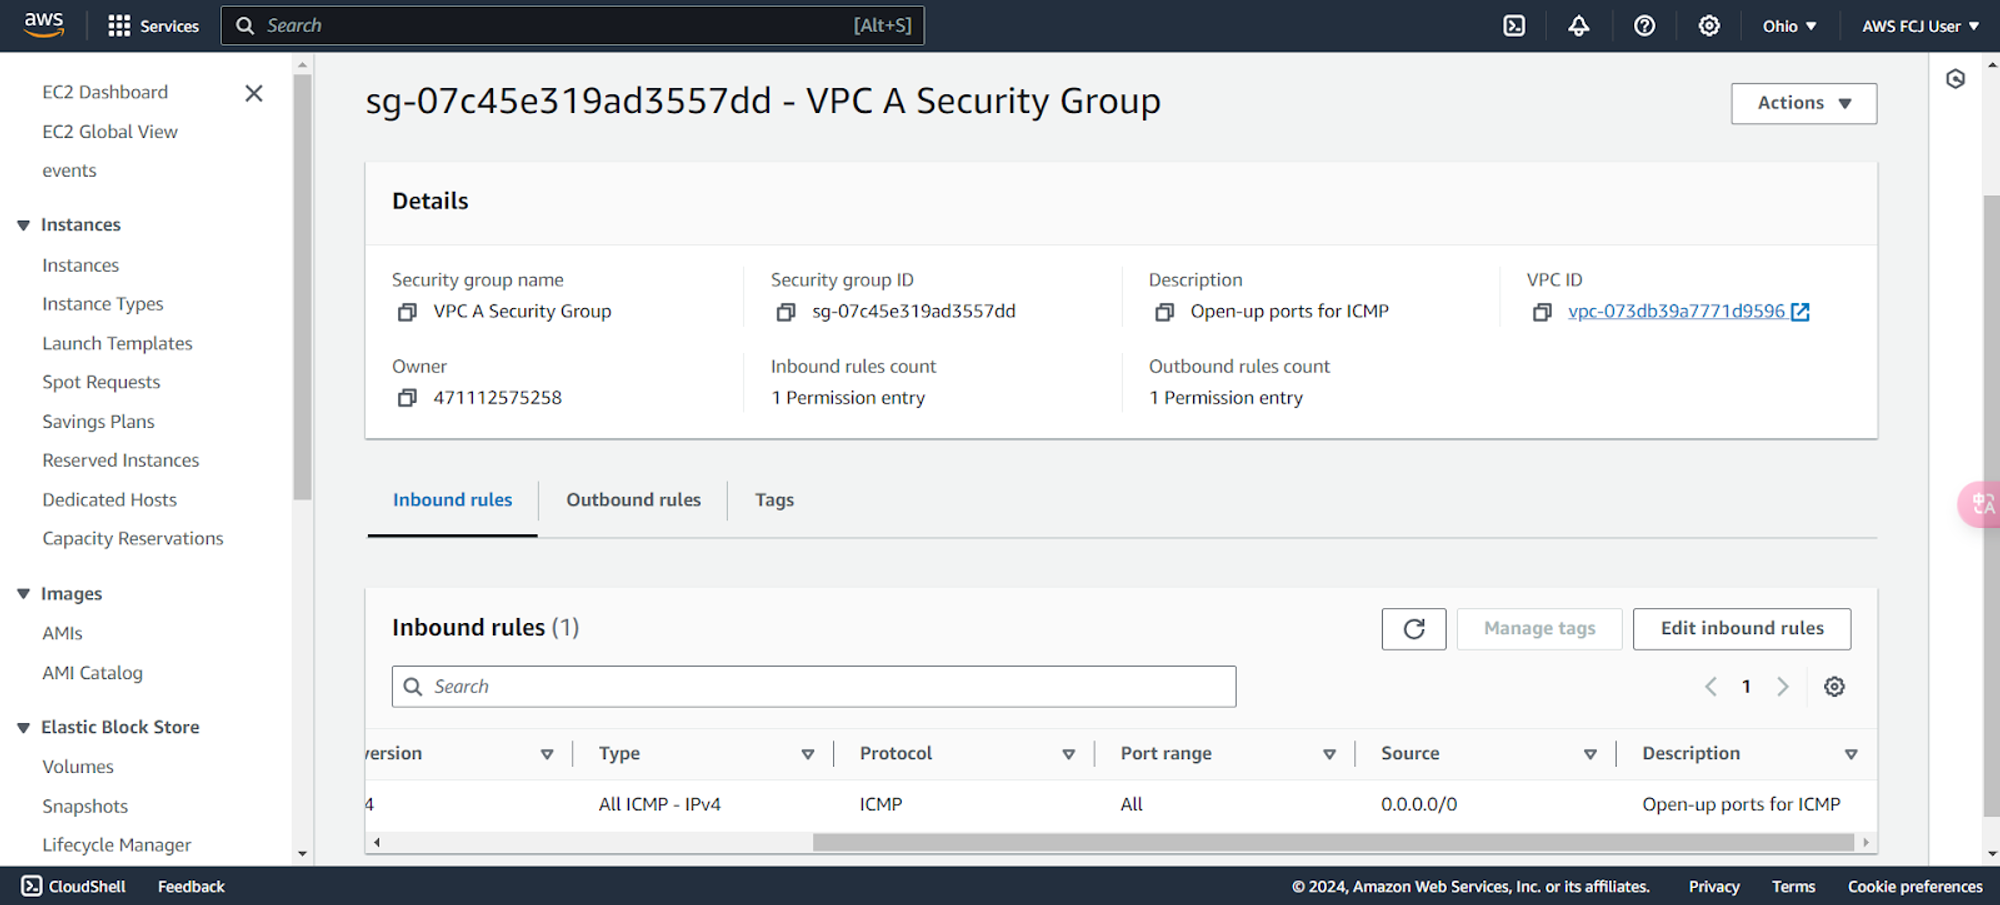 aws
Services
Search
[Alt+S]
Ohio
AWS FCJ User
EC2 Dashboard
EC2 Global View
events
Instances
Instances
Instance Types
Launch Templates
Spot Requests
Savings Plans
Reserved Instances
Dedicated Hosts
Capacity Reservations
Images
AMIs
AMI Catalog
Elastic Block Store
Volumes
Snapshots
Lifecycle Manager
sg-07c45e319ad3557dd - VPC A Security Group
Actions
Details
Security group name
VPC A Security Group
Security group ID
sg-07c45e319ad3557dd
Description
Open-up ports for ICMP
VPC ID
vpc-073db39a7771d9596
Owner
471112575258
Inbound rules count
1 Permission entry
Outbound rules count
1 Permission entry
Inbound rules
Outbound rules
Tags
Inbound rules (1)
Manage tags
Edit inbound rules
Search
1
version
Type
Protocol
Port range
Source
Description
4
All ICMP - IPv4
ICMP
All
0.0.0.0/0
Open-up ports for ICMP
中A
CloudShell
Feedback
© 2024, Amazon Web Services, Inc. or its affiliates.
Privacy
Terms
Cookie preferences